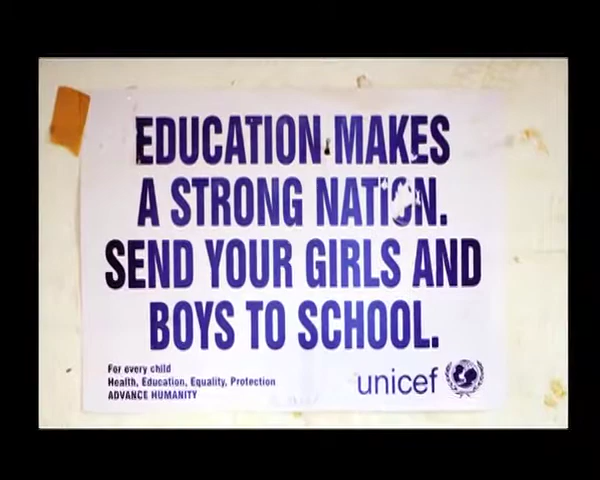 EDUCATION MAKES
A STRONG NATION.
SEND YOUR GIRLS AND
BOYS TO SCHOOL.
For every child
Health, Education, Equality, Protection
ADVANCE HUMANITY
unicef